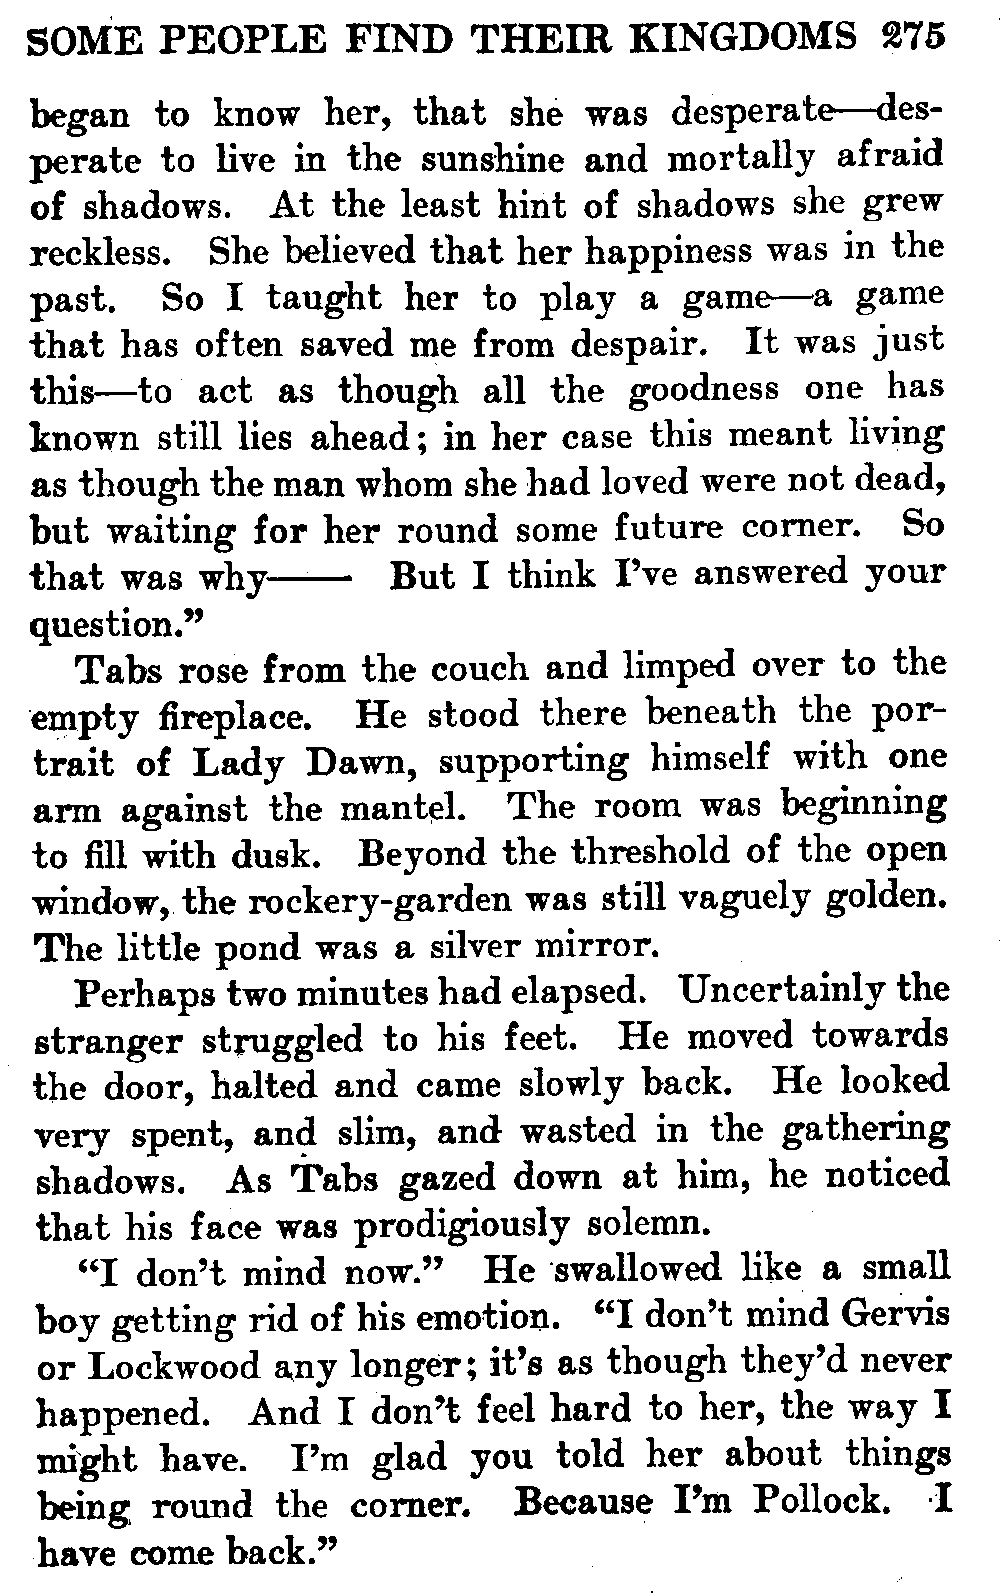 SOME PEOPLE FIND THEIR KINGDOMS 275
began to know her, that she was desperate—des-
perate to live in the sunshine and mortally afraid
of shadows. At the least hint of shadows she grew
reckless. She believed that her happiness was in the
past. So I taught her to play a game—a game
that has often saved me from despair. It was just
this—to act as though all the goodness one has
known still lies ahead; in her case this meant living
as though the man whom she had loved were not dead,
but waiting for her round some future corner. So
that was why—— But I think I've answered your
question."
Tabs rose from the couch and limped over to the
empty fireplace. He stood there beneath the por-
trait of Lady Dawn, supporting himself with one
arm against the mantel. The room was beginning
to fill with dusk. Beyond the threshold of the open
window, the rockery-garden was still vaguely golden.
The little pond was a silver mirror.
Perhaps two minutes had elapsed. Uncertainly the
stranger struggled to his feet. He moved towards
the door, halted and came slowly back. He looked
very spent, and slim, and wasted in the gathering
shadows. As Tabs gazed down at him, he noticed
that his face was prodigiously solemn.
"I don't mind now." He swallowed like a small
boy getting rid of his emotion. "I don't mind Gervis
or Lockwood any longer; it's as though they'd never
happened. And I don't feel hard to her, the way I
might have. I'm glad you told her about things
being round the corner. Because I'm Pollock. I
have come back."